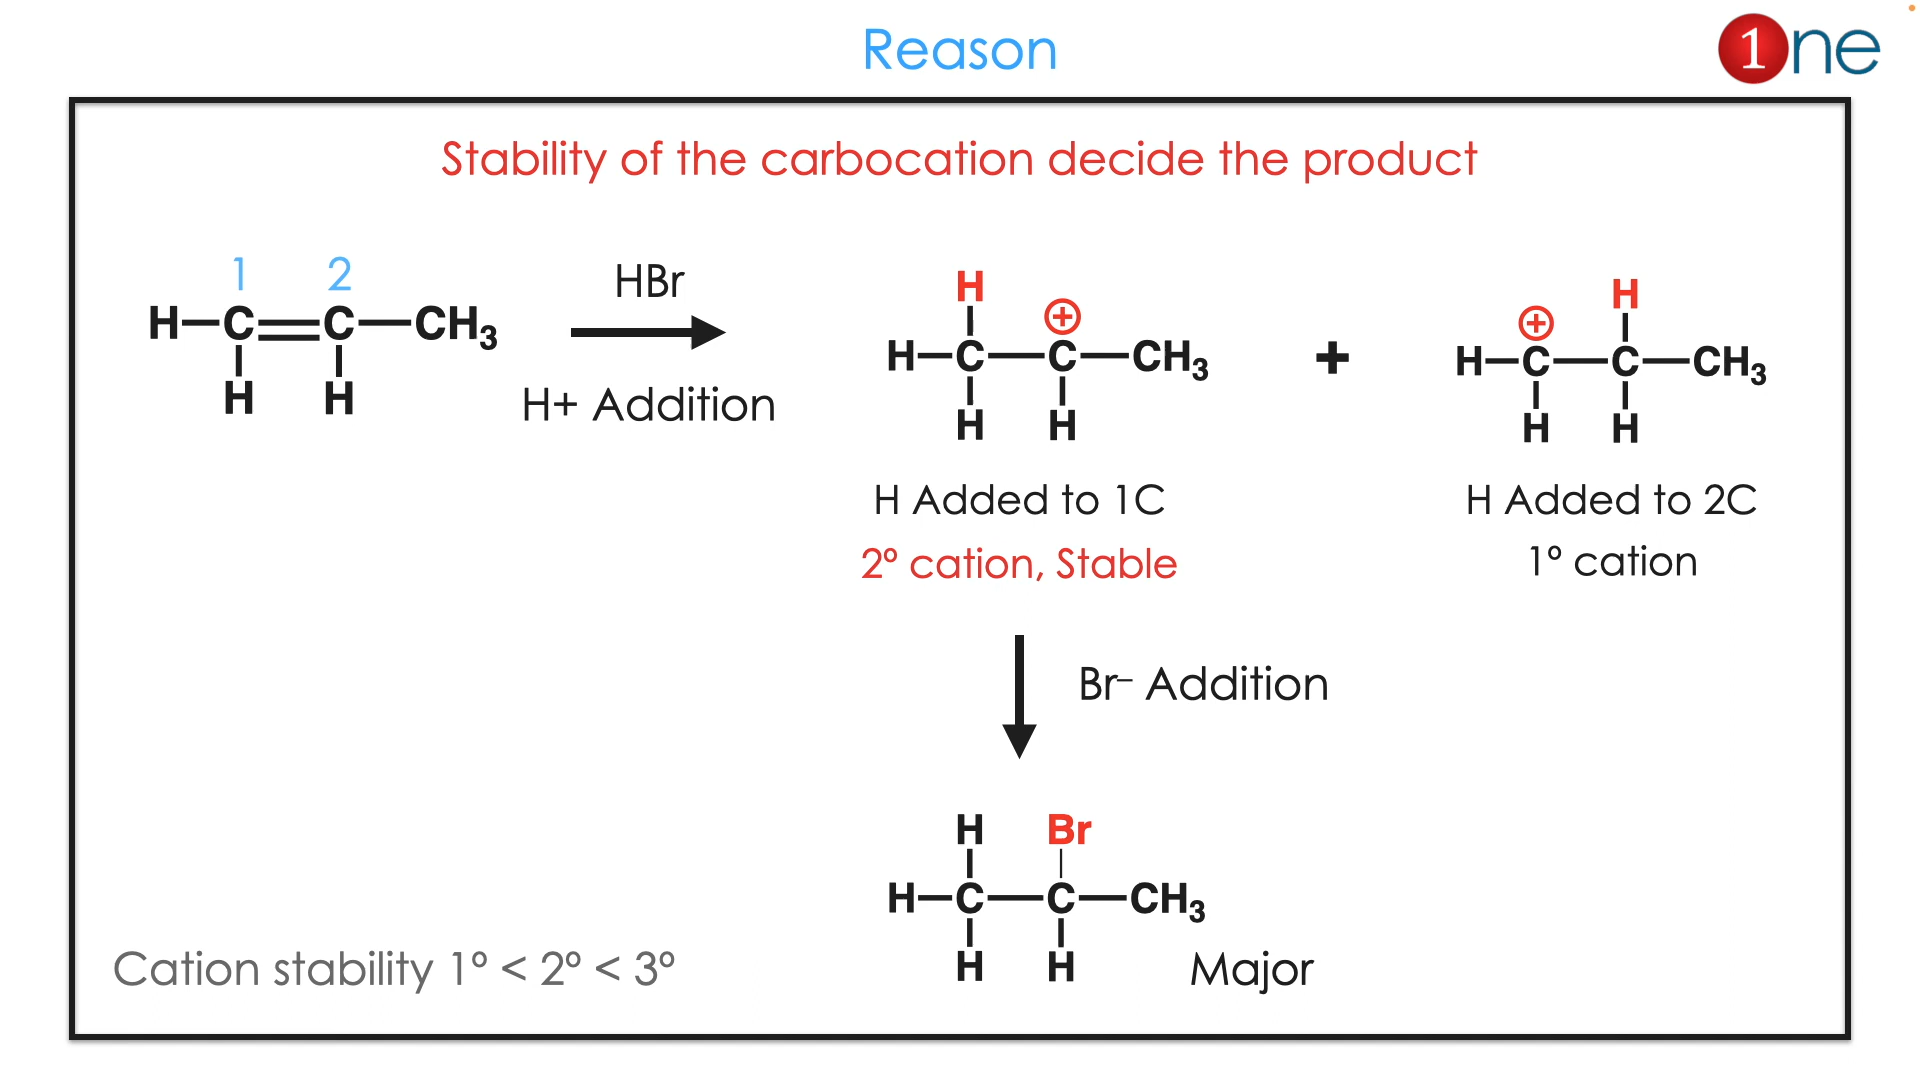 Reason
1ne
Stability of the carbocation decide the product
1 2
H—C=C—CH3
H H
HBr
H+ Addition
H
H—C—C—CH3
H H
+
H
H—C—C—CH3
H H
H Added to 1C
2º cation, Stable
H Added to 2C
1º cation
Br– Addition
H Br
H—C—C—CH3
H H
Major
Cation stability 1º < 2º < 3º